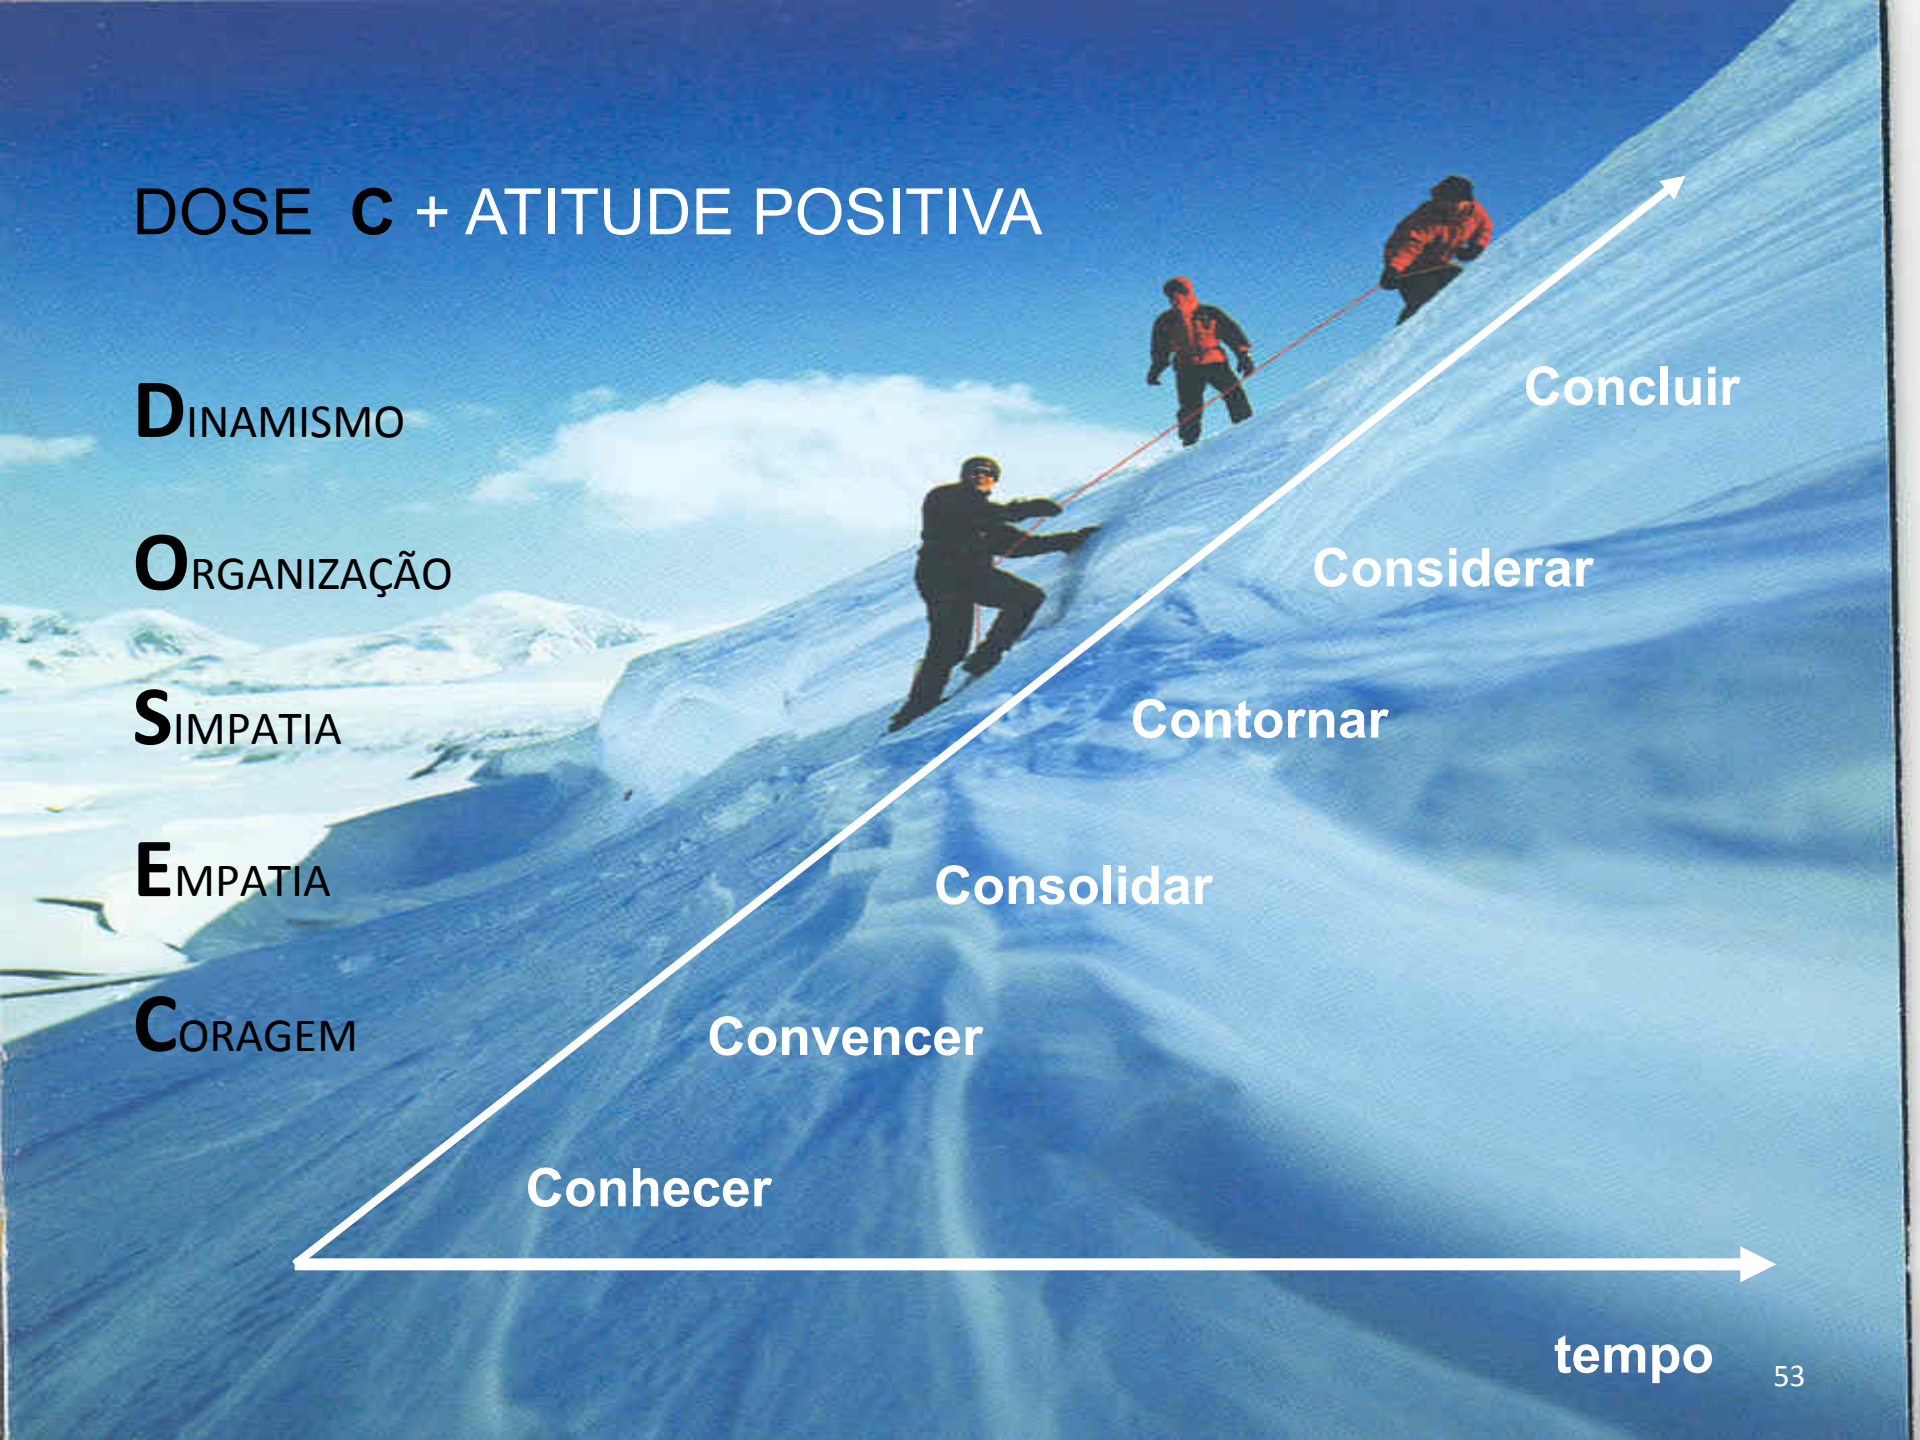 DOSE C + ATITUDE POSITIVA
DINAMISMO
ORGANIZAÇÃO
SIMPATIA
EMPATIA
CORAGEM
Concluir
Considerar
Contornar
Consolidar
Convencer
Conhecer
tempo
53